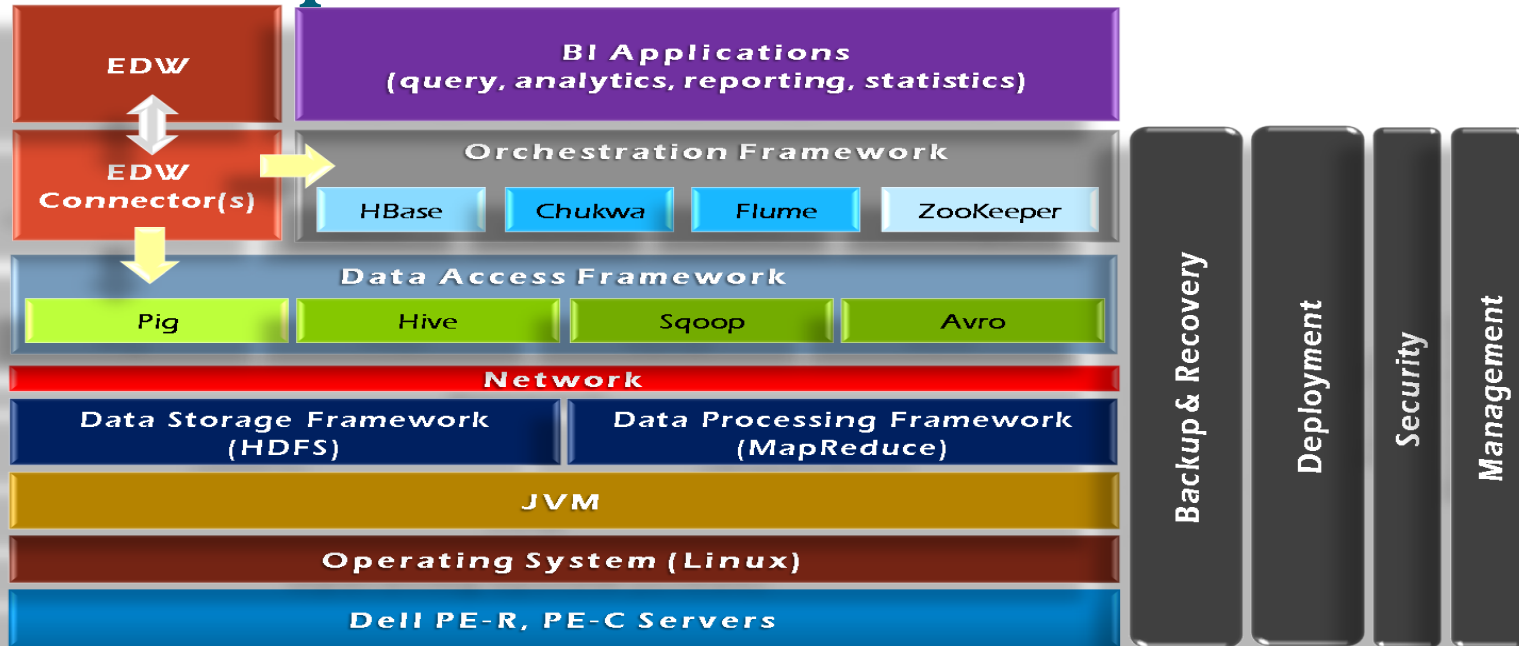 EDW
BI Applications
(query, analytics, reporting, statistics)
EDW
Connector(s)
Orchestration Framework
HBase
Chukwa
Flume
ZooKeeper
Data Access Framework
Pig
Hive
Sqoop
Avro
Network
Data Storage Framework
(HDFS)
Data Processing Framework
(MapReduce)
JVM
Operating System (Linux)
Dell PE-R, PE-C Servers
Backup & Recovery
Deployment
Security
Management